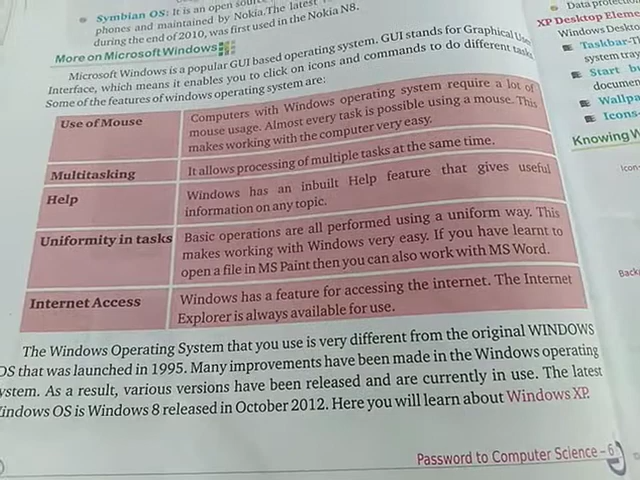 Symbian OS: It is an open
phones and maintained by Nokia. The latest
during the end of 2010, was first used in the Nokia N8.
More on Microsoft Windows
Microsoft Windows is a popular GUI based operating system. GUI stands for Graphical User
Interface, which means it enables you to click on icons and commands to do different tasks.
Some of the features of windows operating system are:
Use of Mouse
Computers with Windows operating system require a lot of
mouse usage. Almost every task is possible using a mouse. This
makes working with the computer very easy.
Multitasking
It allows processing of multiple tasks at the same time.
Help
Windows has an inbuilt Help feature that gives useful
information on any topic.
Uniformity in tasks
Basic operations are all performed using a uniform way. This
makes working with Windows very easy. If you have learnt to
open a file in MS Paint then you can also work with MS Word.
Internet Access
Windows has a feature for accessing the internet. The Internet
Explorer is always available for use.
The Windows Operating System that you use is very different from the original WINDOWS
OS that was launched in 1995. Many improvements have been made in the Windows operating
system. As a result, various versions have been released and are currently in use. The latest
Windows OS is Windows 8 released in October 2012. Here you will learn about Windows XP.
Password to Computer Science – 6
Data protectio
XP Desktop Eleme
Windows Deskto
Taskbar-T
system tray
Start bu
documen
Wallpa
Icons-
Knowing W
Icon-
Back